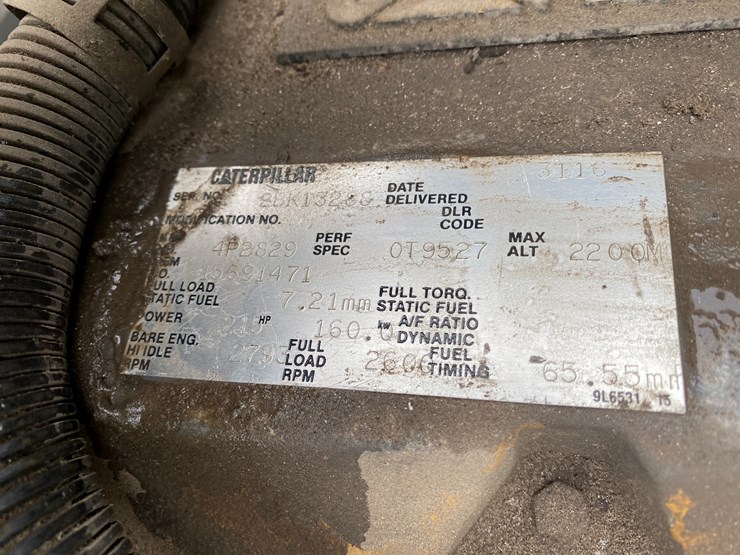 CATERPILLAR 3116
SER. NO. DATE DELIVERED
MODIFICATION NO. DLR CODE
4P2829 PERF SPEC 0T9527 MAX ALT 2200M
FULL LOAD STATIC FUEL 7.21mm FULL TORQ. STATIC FUEL
POWER HP 160.0 kW A/F RATIO DYNAMIC
BARE ENG. HI IDLE RPM FULL LOAD RPM 2600 FUEL TIMING 65.55mm
9L6531 15